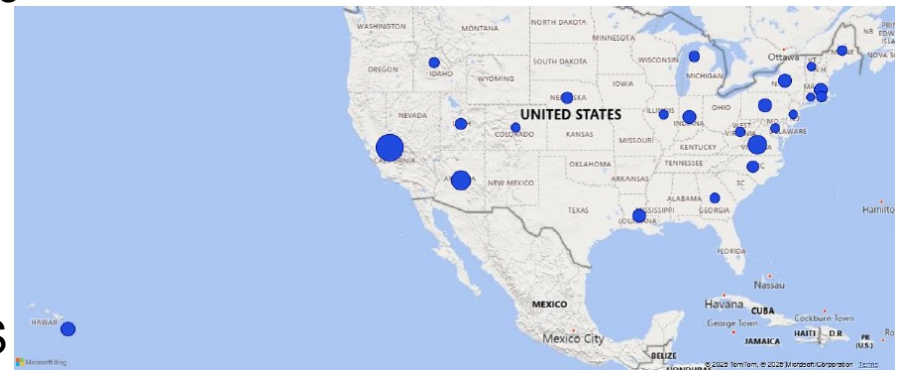 WASHINGTON
MONTANA
NORTH DAKOTA
MINNESOTA
OREGON
IDAHO
WYOMING
SOUTH DAKOTA
WISCONSIN
MICHIGAN
Ottawa
NB
NOVA S
IOWA
NEVADA
UNITED STATES
ILLINOIS
INDIANA
OHIO
COLORADO
KANSAS
MISSOURI
KENTUCKY
WEST
DELAWARE
CALIFORNIA
OKLAHOMA
TENNESSEE
NEW MEXICO
ARKANSAS
SC
TEXAS
ALABAMA
GEORGIA
Hamilto
FLORIDA
Nassau
MEXICO
Havana
CUBA
George Town
Cockburn Town
HAWAII
Mexico City
JAMAICA
HAITI
D.R.
PR
(U.S.)
Ro
BELIZE
HONDURAS
Microsoft Bing
© 2025 TomTom, © 2025 Microsoft Corporation Terms